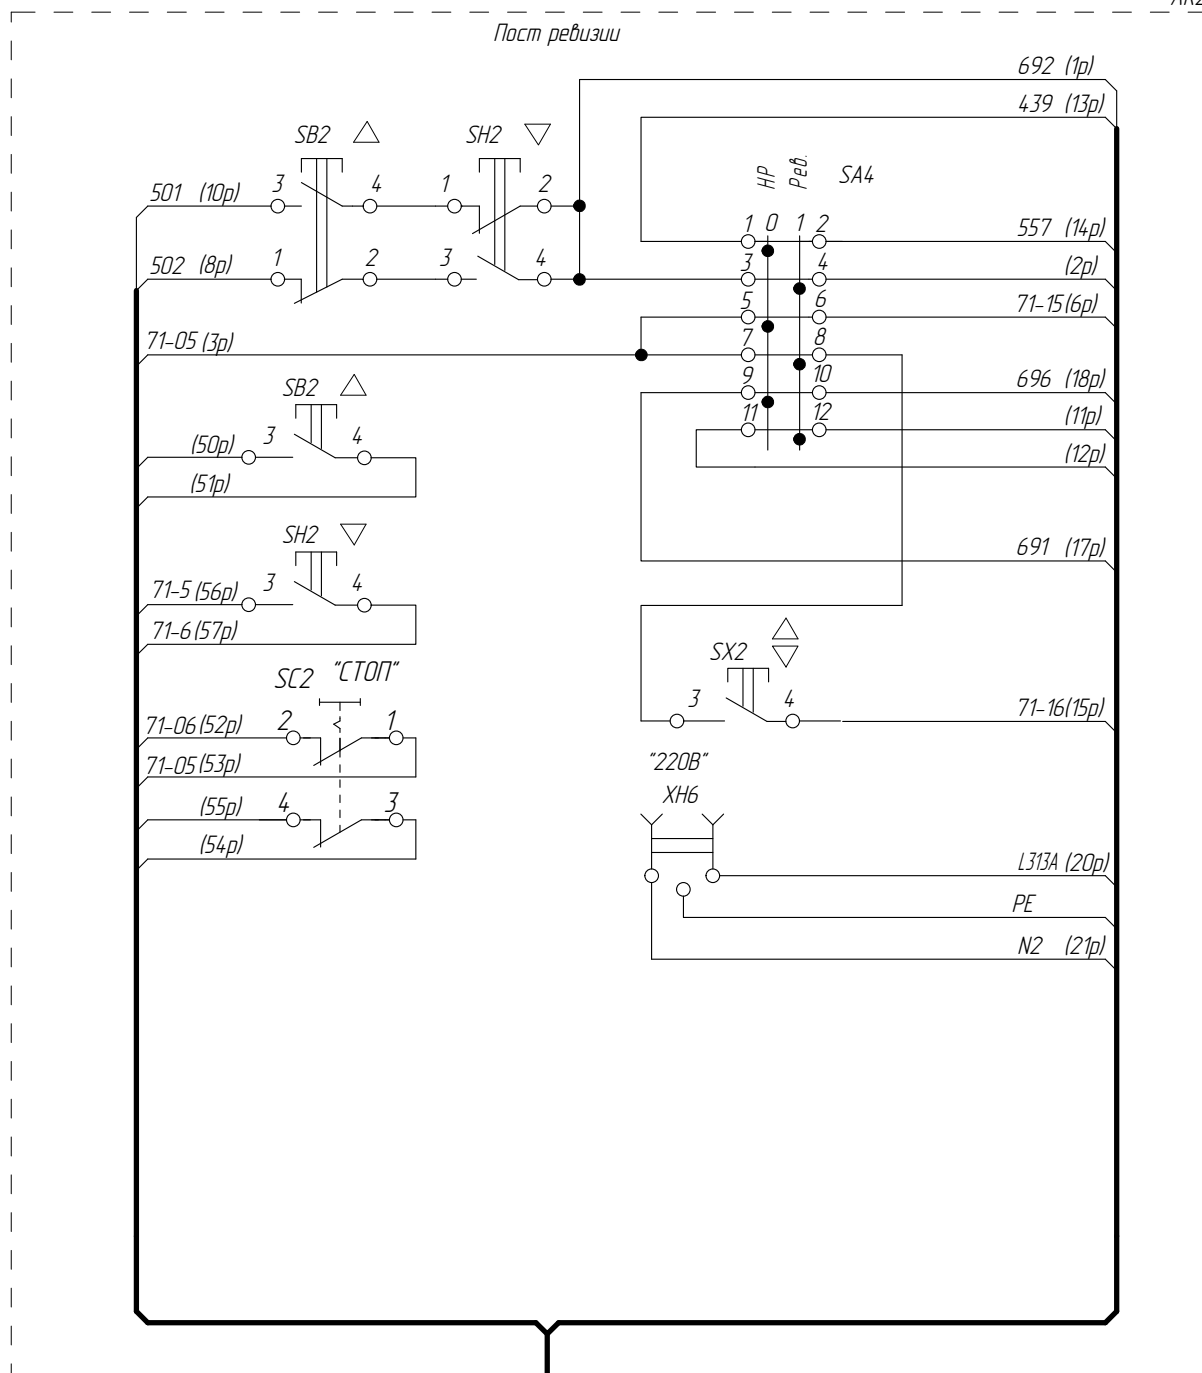 Пост ревизии
692 (1р)
439 (13р)
SB2
SH2
НР
Рев.
SA4
501 (10р) 3 4 1 2
1 0 1 2 557 (14р)
502 (8р) 1 2 3 4
3 4 (2р)
5 6 71-15(6р)
71-05 (3р)
7 8
SB2
9 10 696 (18р)
11 12 (11р)
(50р) 3 4
(12р)
(51р)
SH2
691 (17р)
71-5 (56р) 3 4
71-6 (57р)
SX2
SC2 "СТОП"
3 4 71-16(15р)
71-06 (52р) 2 1
71-05 (53р)
"220В"
XH6
(55р) 4 3
(54р)
L313A (20р)
PE
N2 (21р)